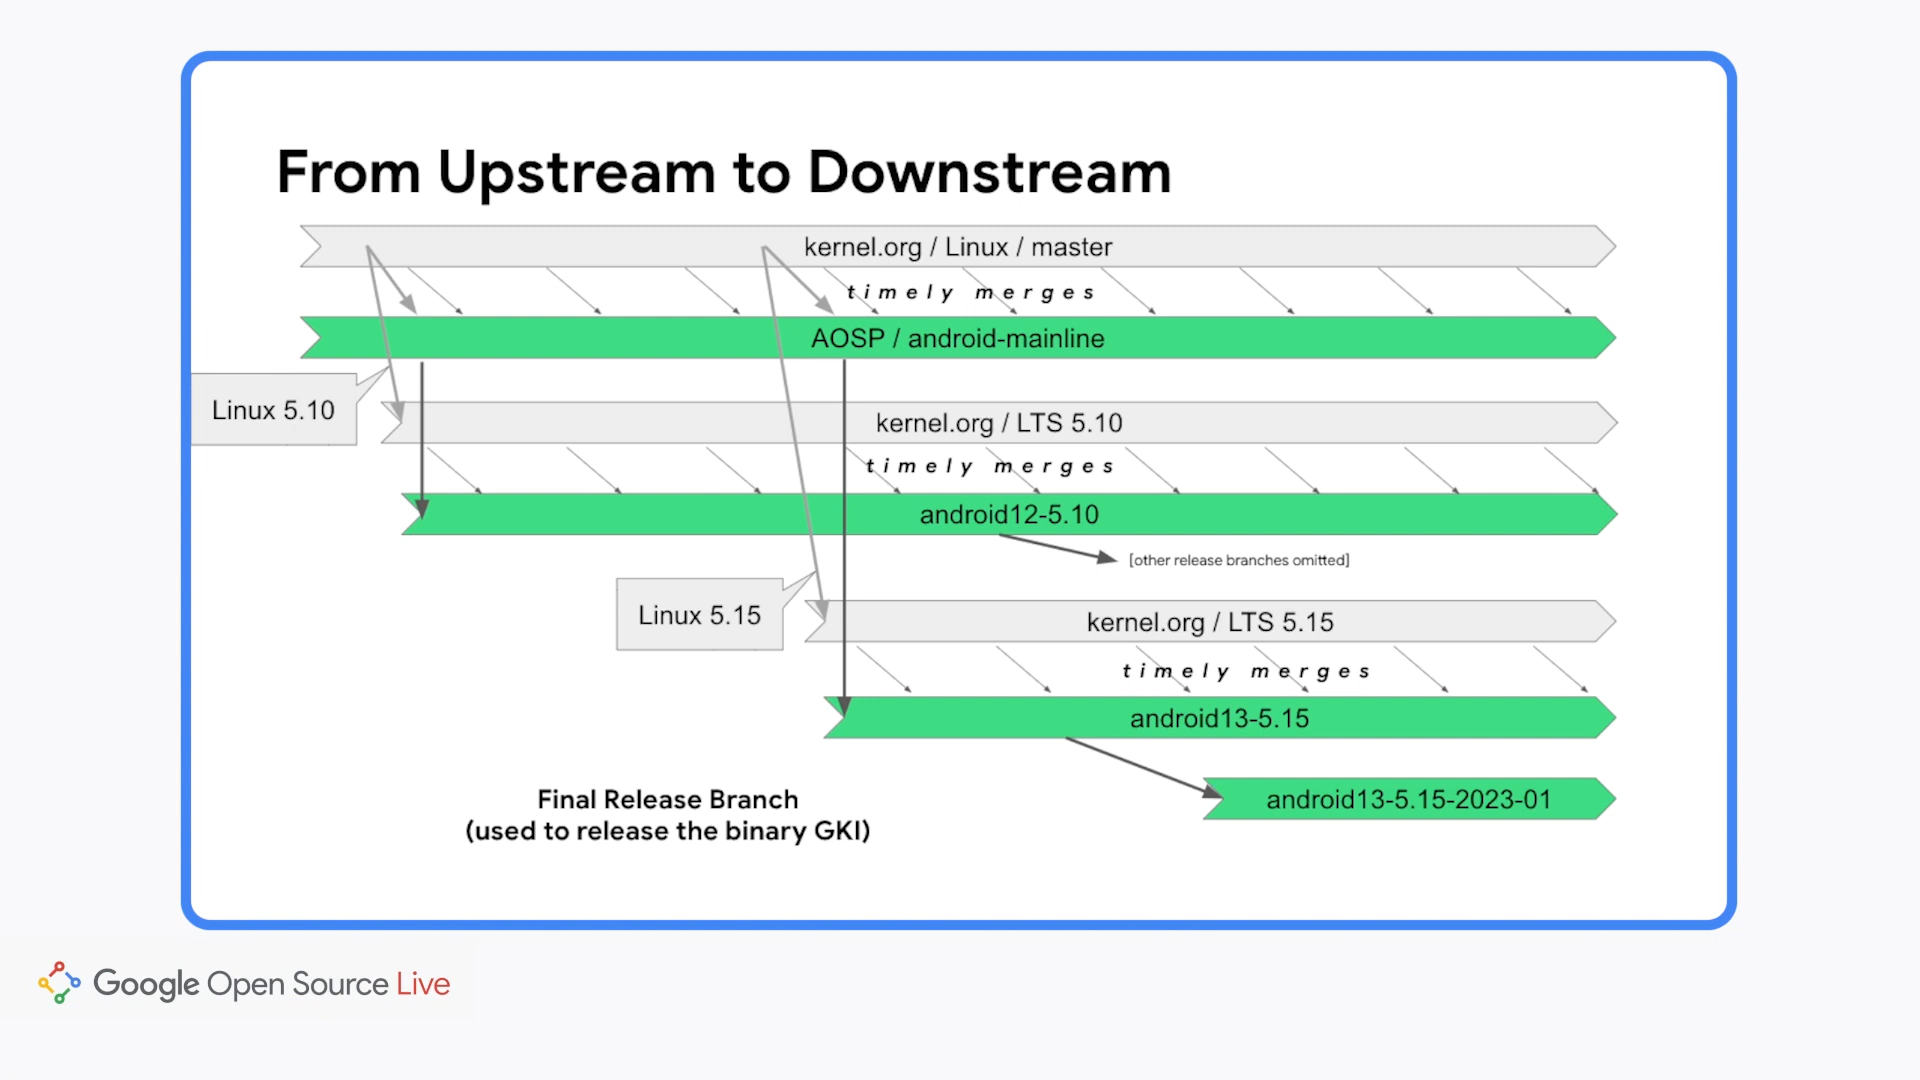 From Upstream to Downstream
kernel.org / Linux / master
timely merges
AOSP / android-mainline
Linux 5.10
kernel.org / LTS 5.10
timely merges
android12-5.10
[other release branches omitted]
Linux 5.15
kernel.org / LTS 5.15
timely merges
android13-5.15
Final Release Branch
(used to release the binary GKI)
android13-5.15-2023-01
Google Open Source Live